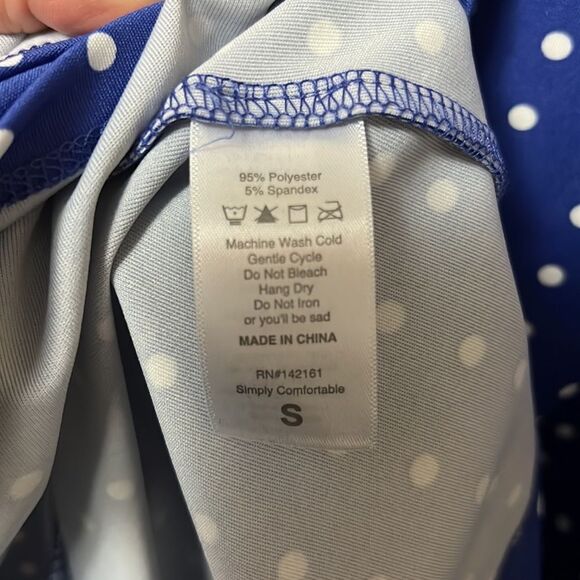 95% Polyester
5% Spandex
Machine Wash Cold
Gentle Cycle
Do Not Bleach
Hang Dry
Do Not Iron
or you'll be sad
MADE IN CHINA
RN#142161
Simply Comfortable
S